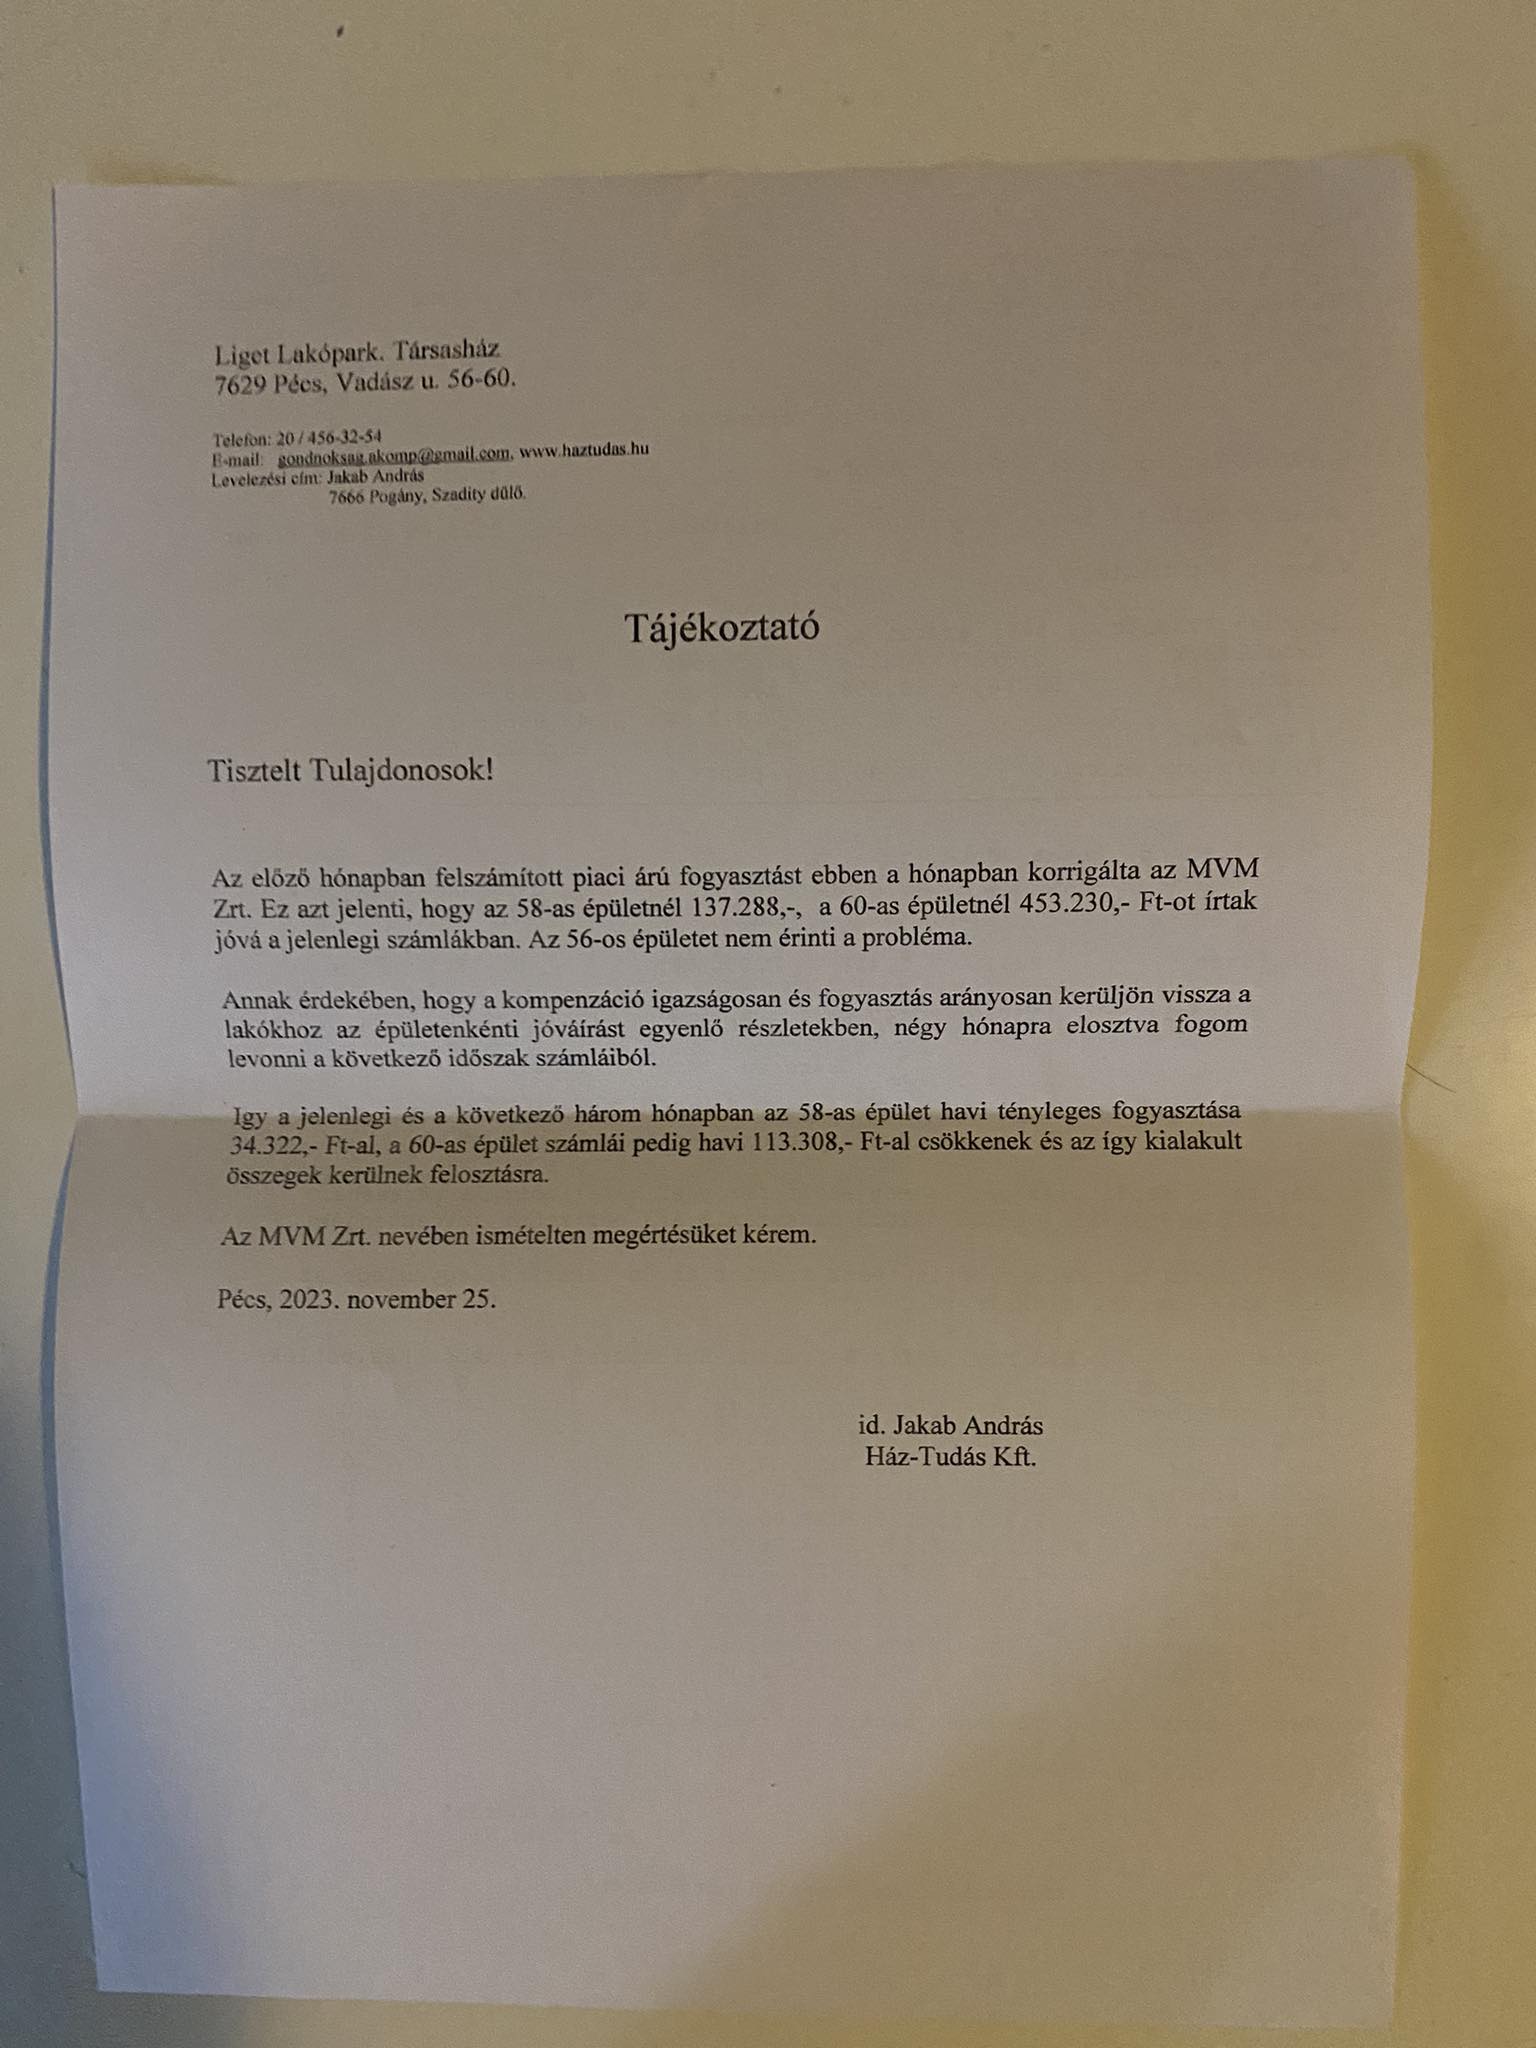 Liget Lakópark. Társasház
7629 Pécs, Vadász u. 56-60.
Telefon: 20 / 456-32-54
E-mail: gondnoksag.akomp@gmail.com, www.haztudas.hu
Levelezési cím: Jakab András
7666 Pogány, Szadity dűlő.
Tájékoztató
Tisztelt Tulajdonosok!
Az előző hónapban felszámított piaci árú fogyasztást ebben a hónapban korrigálta az MVM
Zrt. Ez azt jelenti, hogy az 58-as épületnél 137.288,-, a 60-as épületnél 453.230,- Ft-ot írtak
jóvá a jelenlegi számlákban. Az 56-os épületet nem érinti a probléma.
Annak érdekében, hogy a kompenzáció igazságosan és fogyasztás arányosan kerüljön vissza a
lakókhoz az épületenkénti jóváírást egyenlő részletekben, négy hónapra elosztva fogom
levonni a következő időszak számláiból.
Igy a jelenlegi és a következő három hónapban az 58-as épület havi tényleges fogyasztása
34.322,- Ft-al, a 60-as épület számlái pedig havi 113.308,- Ft-al csökkenek és az így kialakult
összegek kerülnek felosztásra.
Az MVM Zrt. nevében ismételten megértésüket kérem.
Pécs, 2023. november 25.
id. Jakab András
Ház-Tudás Kft.